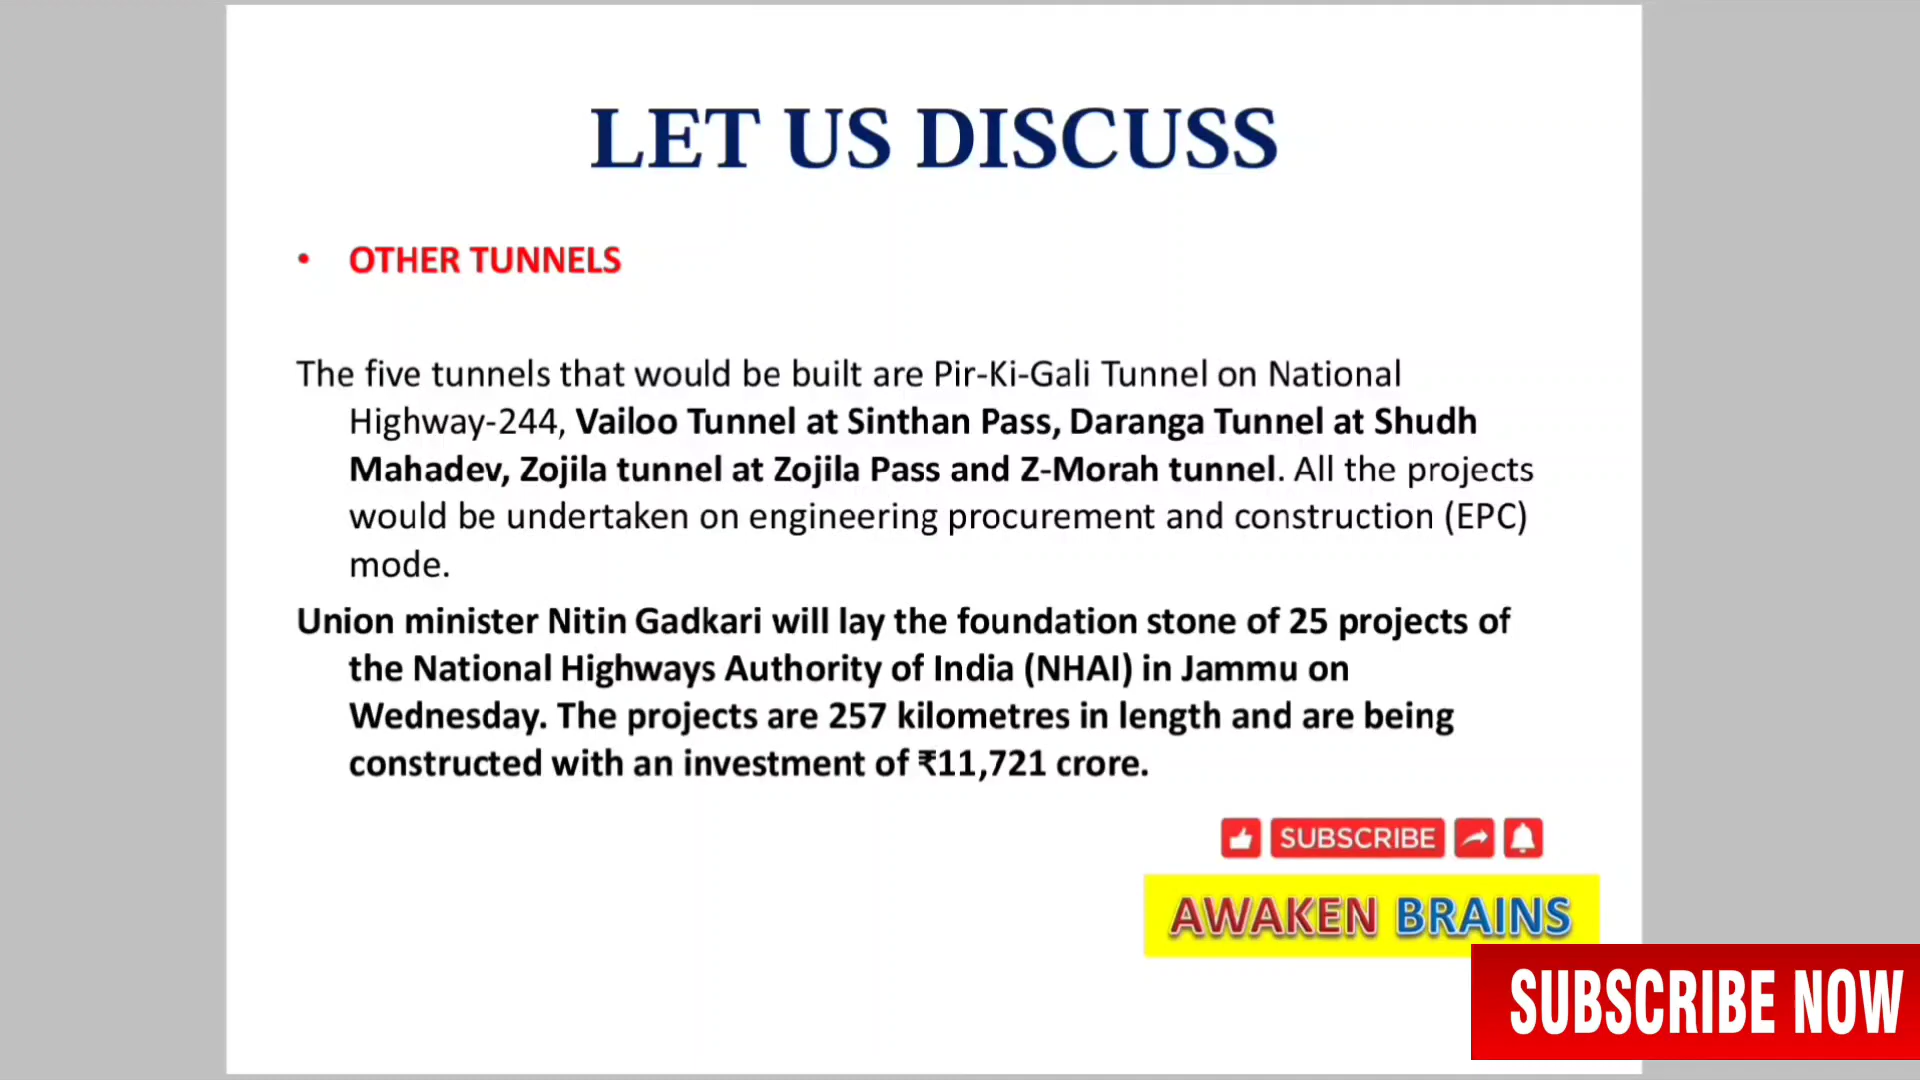 LET US DISCUSS
• OTHER TUNNELS
The five tunnels that would be built are Pir-Ki-Gali Tunnel on National
Highway-244, Vailoo Tunnel at Sinthan Pass, Daranga Tunnel at Shudh
Mahadev, Zojila tunnel at Zojila Pass and Z-Morah tunnel. All the projects
would be undertaken on engineering procurement and construction (EPC)
mode.
Union minister Nitin Gadkari will lay the foundation stone of 25 projects of
the National Highways Authority of India (NHAI) in Jammu on
Wednesday. The projects are 257 kilometres in length and are being
constructed with an investment of ₹11,721 crore.
SUBSCRIBE
AWAKEN BRAINS
SUBSCRIBE NOW